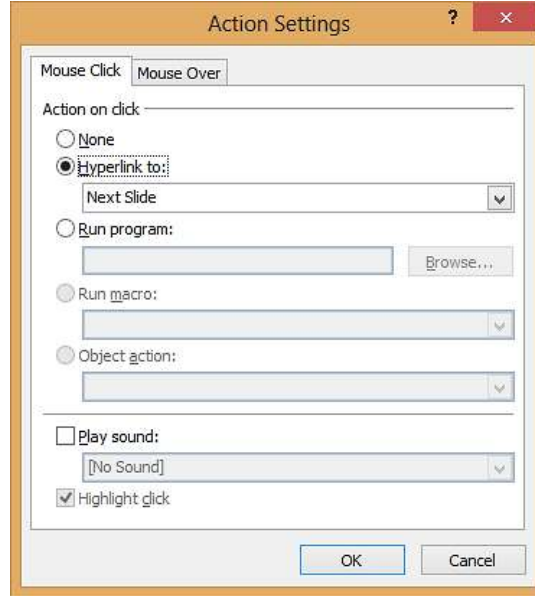 Action Settings ?
Mouse Click Mouse Over
Action on click
None
Hyperlink to:
Next Slide
Run program:
Browse...
Run macro:
Object action:
Play sound:
[No Sound]
Highlight click
OK Cancel